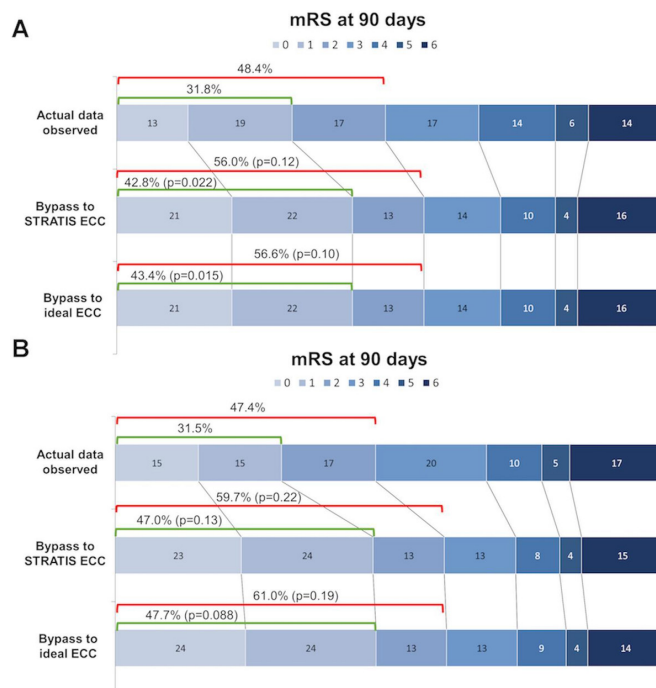 A
mRS at 90 days
0 1 2 3 4 5 6
48.4%
31.8%
Actual data
observed
13 19 17 17 14 6 14
56.0% (p=0.12)
42.8% (p=0.022)
Bypass to
STRATIS ECC
21 22 13 14 10 4 16
56.6% (p=0.10)
43.4% (p=0.015)
Bypass to
ideal ECC
21 22 13 14 10 4 16
B
mRS at 90 days
0 1 2 3 4 5 6
47.4%
31.5%
Actual data
observed
15 15 17 20 10 5 17
59.7% (p=0.22)
47.0% (p=0.13)
Bypass to
STRATIS ECC
23 24 13 13 8 4 15
61.0% (p=0.19)
47.7% (p=0.088)
Bypass to
ideal ECC
24 24 13 13 9 4 14